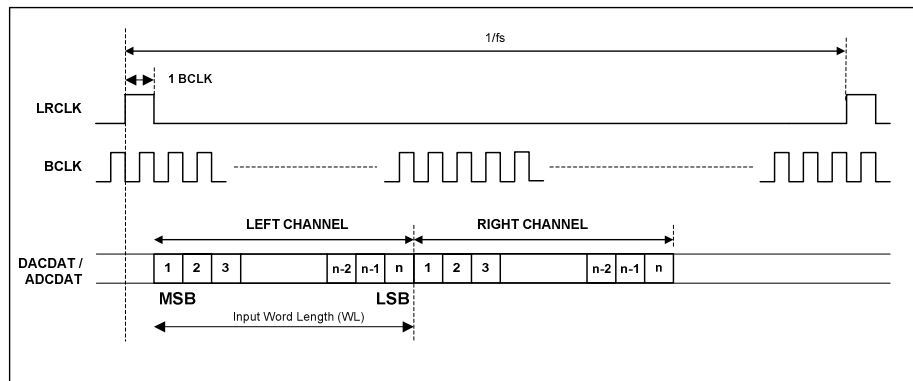 1/fs
1 BCLK
LRCLK
BCLK
LEFT CHANNEL
RIGHT CHANNEL
DACDAT /
ADCDAT
1 2 3 n-2 n-1 n 1 2 3 n-2 n-1 n
MSB LSB
Input Word Length (WL)